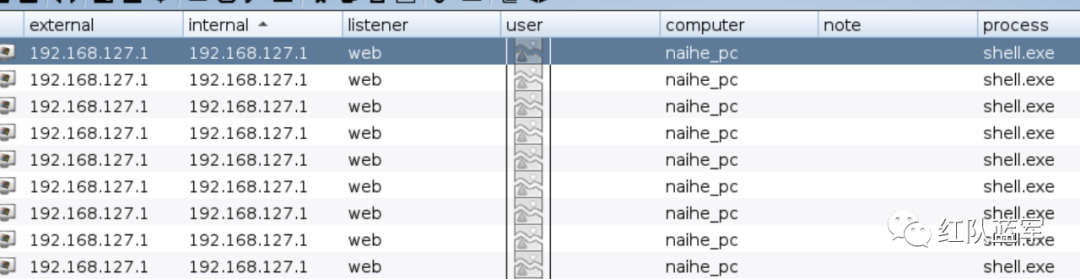 external internal listener user computer note process
192.168.127.1 192.168.127.1 web naihe_pc shell.exe
192.168.127.1 192.168.127.1 web naihe_pc shell.exe
192.168.127.1 192.168.127.1 web naihe_pc shell.exe
192.168.127.1 192.168.127.1 web naihe_pc shell.exe
192.168.127.1 192.168.127.1 web naihe_pc shell.exe
192.168.127.1 192.168.127.1 web naihe_pc shell.exe
192.168.127.1 192.168.127.1 web naihe_pc shell.exe
192.168.127.1 192.168.127.1 web naihe_pc shell.exe
192.168.127.1 192.168.127.1 web naihe_pc shell.exe
红队蓝军